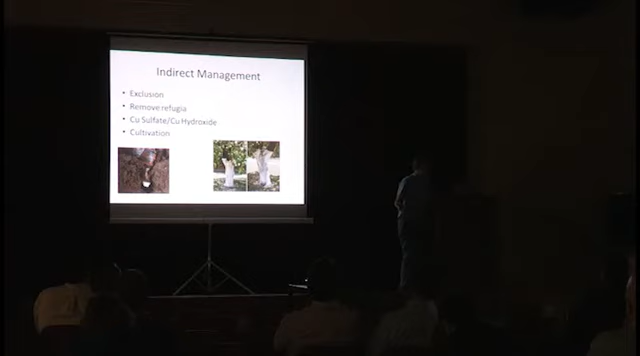 Indirect Management
• Exclusion
• Remove refugia
• Cu Sulfate/Cu Hydroxide
• Cultivation